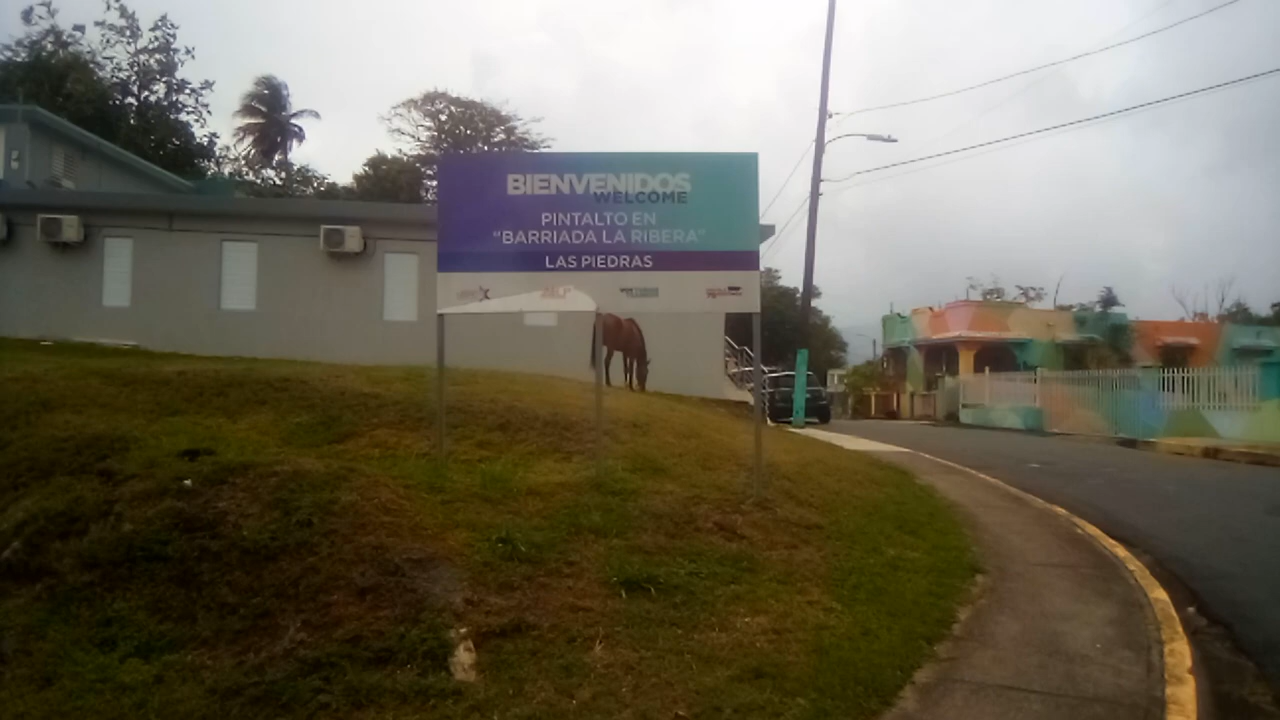 BIENVENIDOS
WELCOME
PINTALTO EN
"BARRIADA LA RIBERA"
LAS PIEDRAS